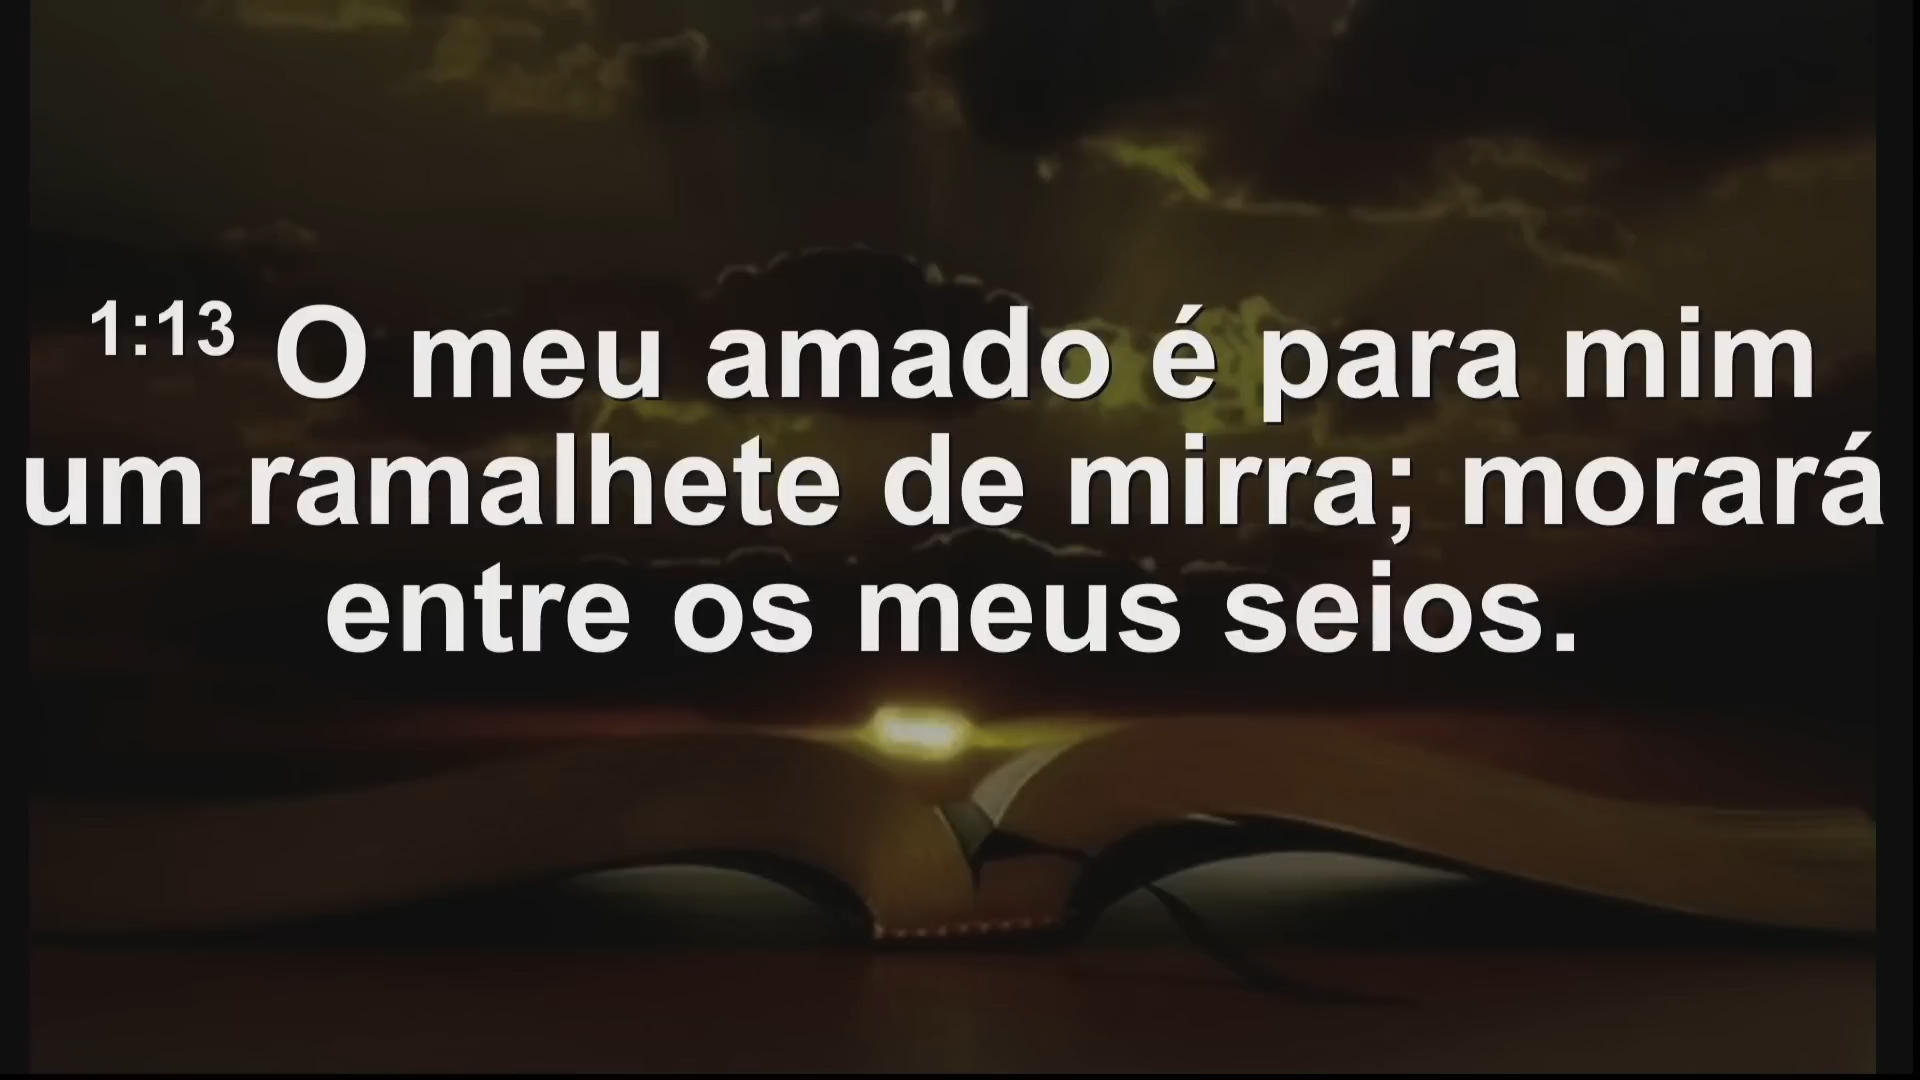 1:13 O meu amado é para mim
um ramalhete de mirra; morará
entre os meus seios.